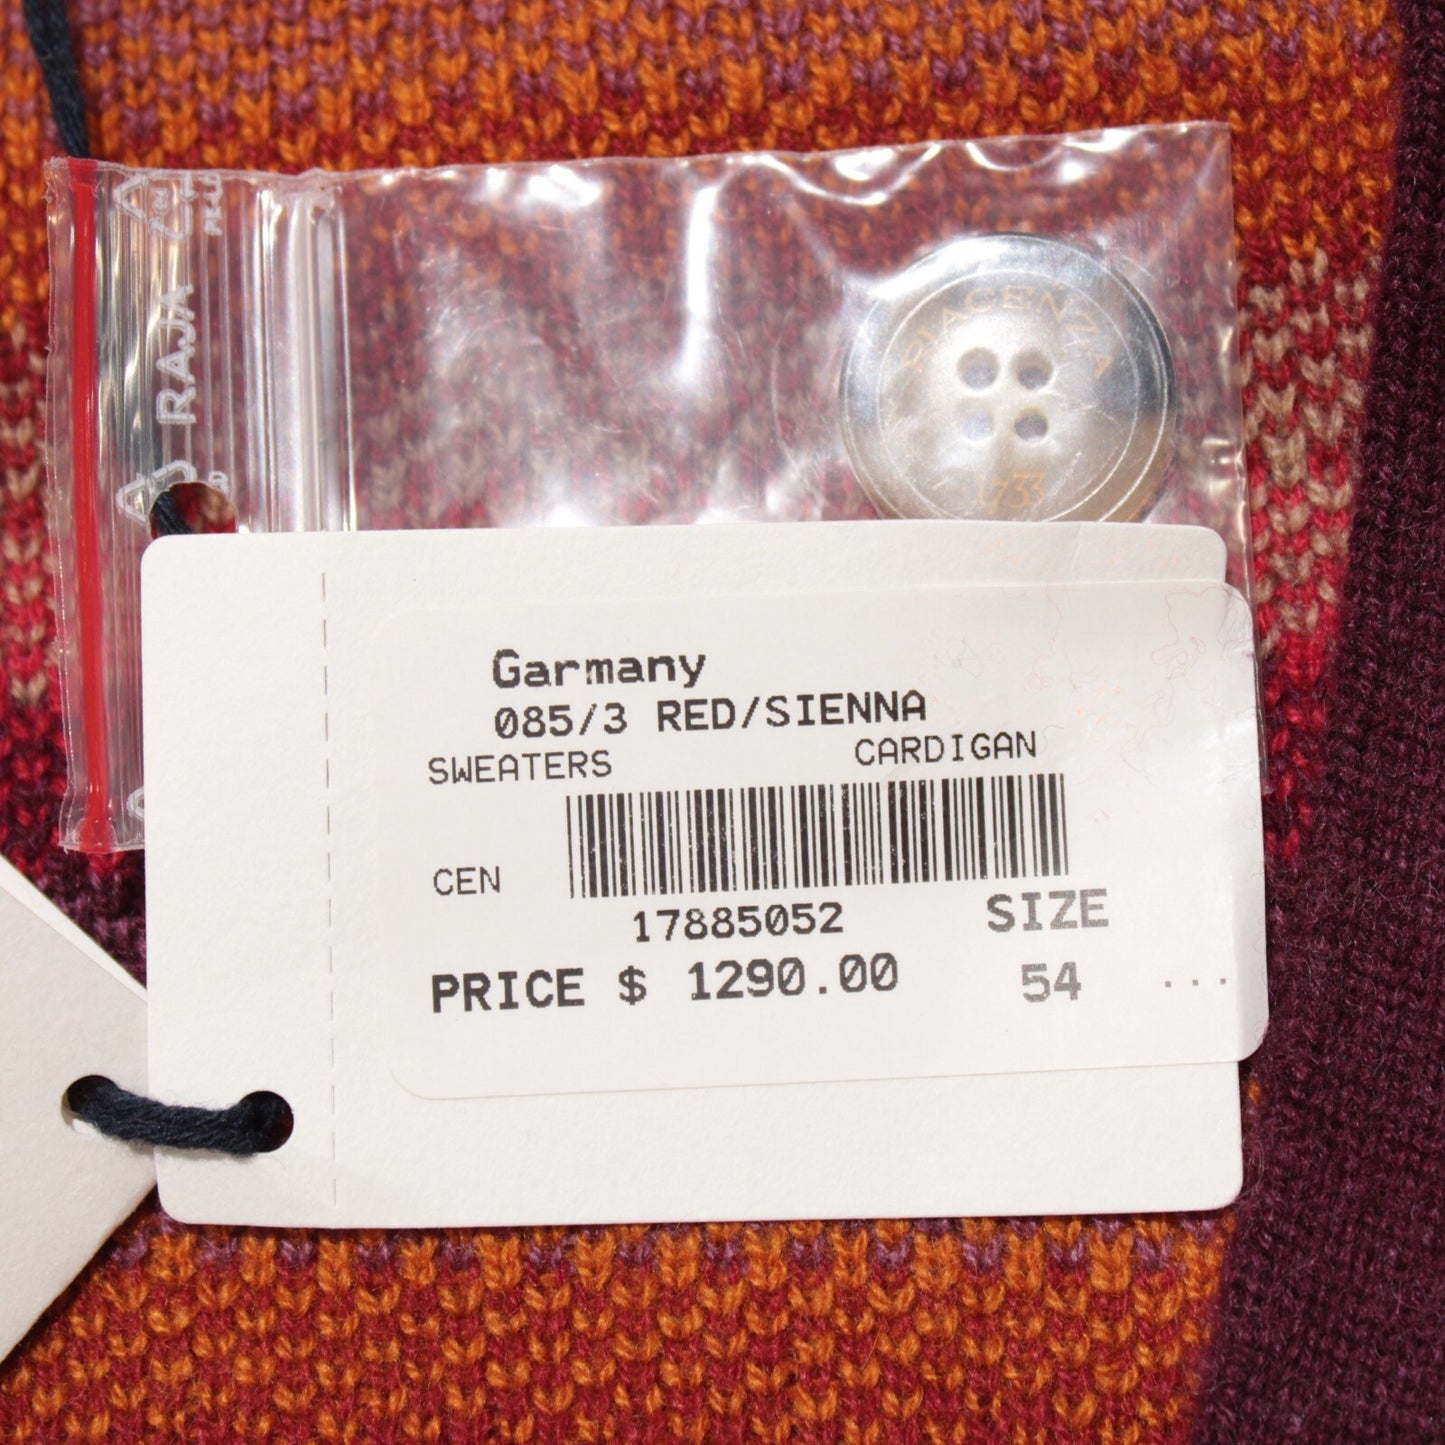 RAJA
PIACENZA
1733
Garmany
085/3 RED/SIENNA
SWEATERS CARDIGAN
CEN
17885052 SIZE
PRICE $ 1290.00 54 ...